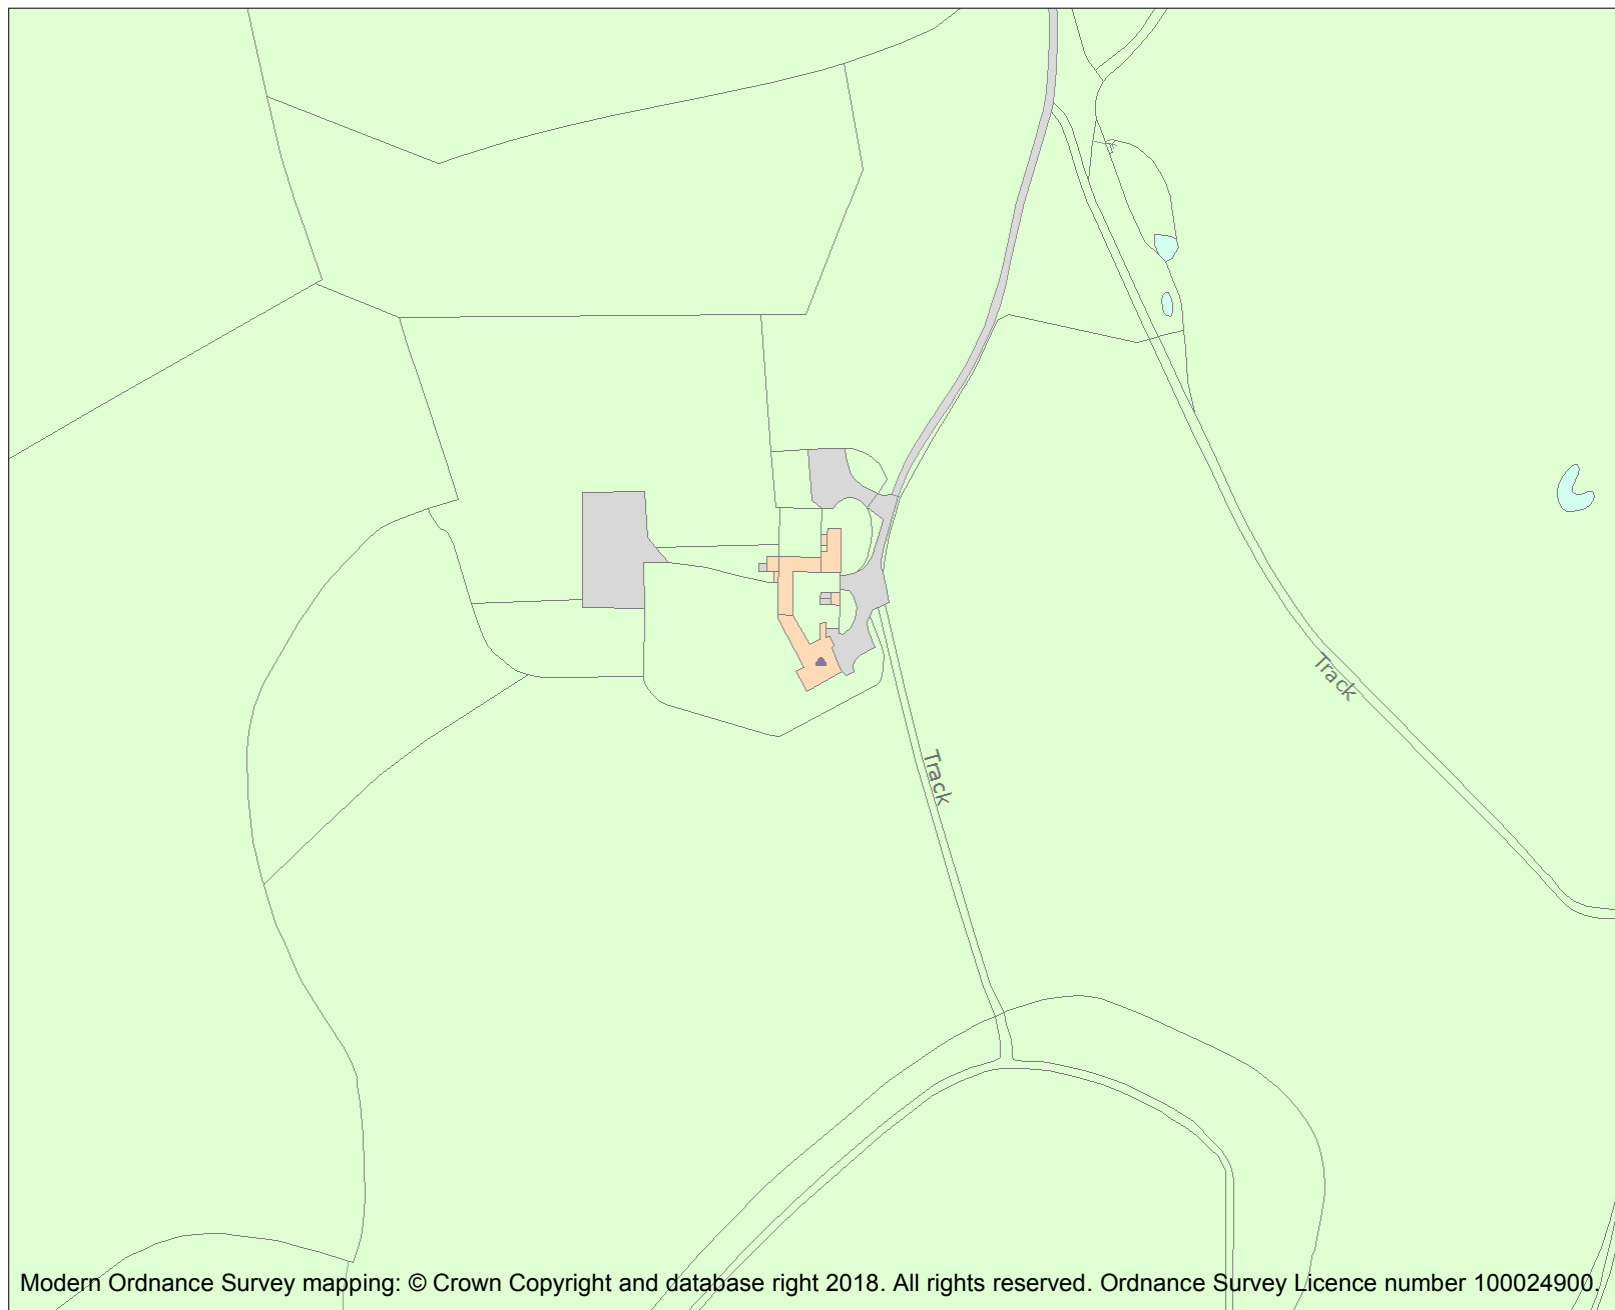 Track
Track
Modern Ordnance Survey mapping: © Crown Copyright and database right 2018. All rights reserved. Ordnance Survey Licence number 100024900.